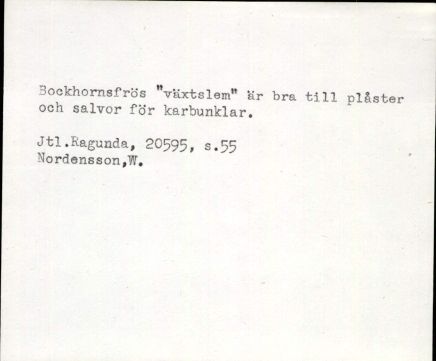 Bockhornsfrös "växtslem" är bra till plåster
och salvor för karbunklar.
Jtl.Ragunda, 20595, s.55
Nordensson,W.